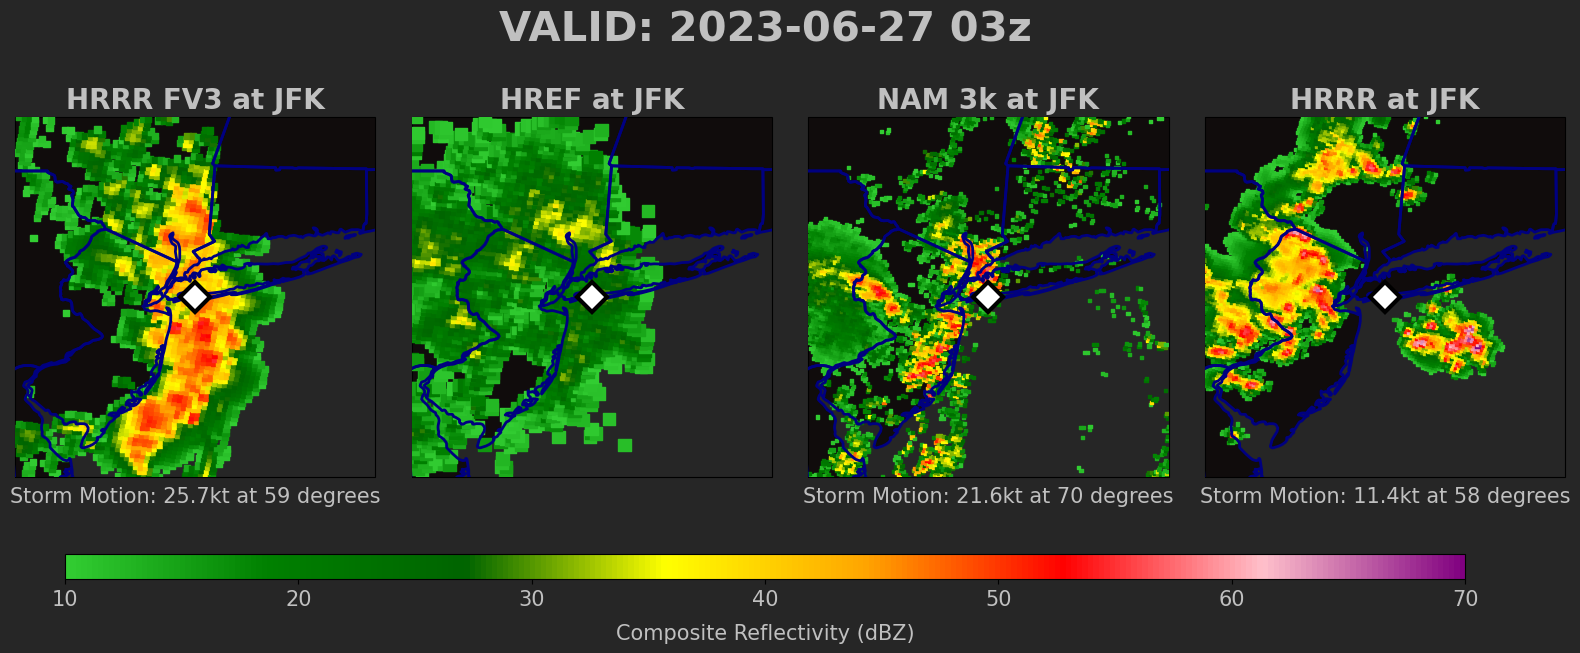 VALID: 2023-06-27 03z
HRRR FV3 at JFK
HREF at JFK
NAM 3k at JFK
HRRR at JFK
Storm Motion: 25.7kt at 59 degrees
Storm Motion: 21.6kt at 70 degrees
Storm Motion: 11.4kt at 58 degrees
10 20 30 40 50 60 70
Composite Reflectivity (dBZ)